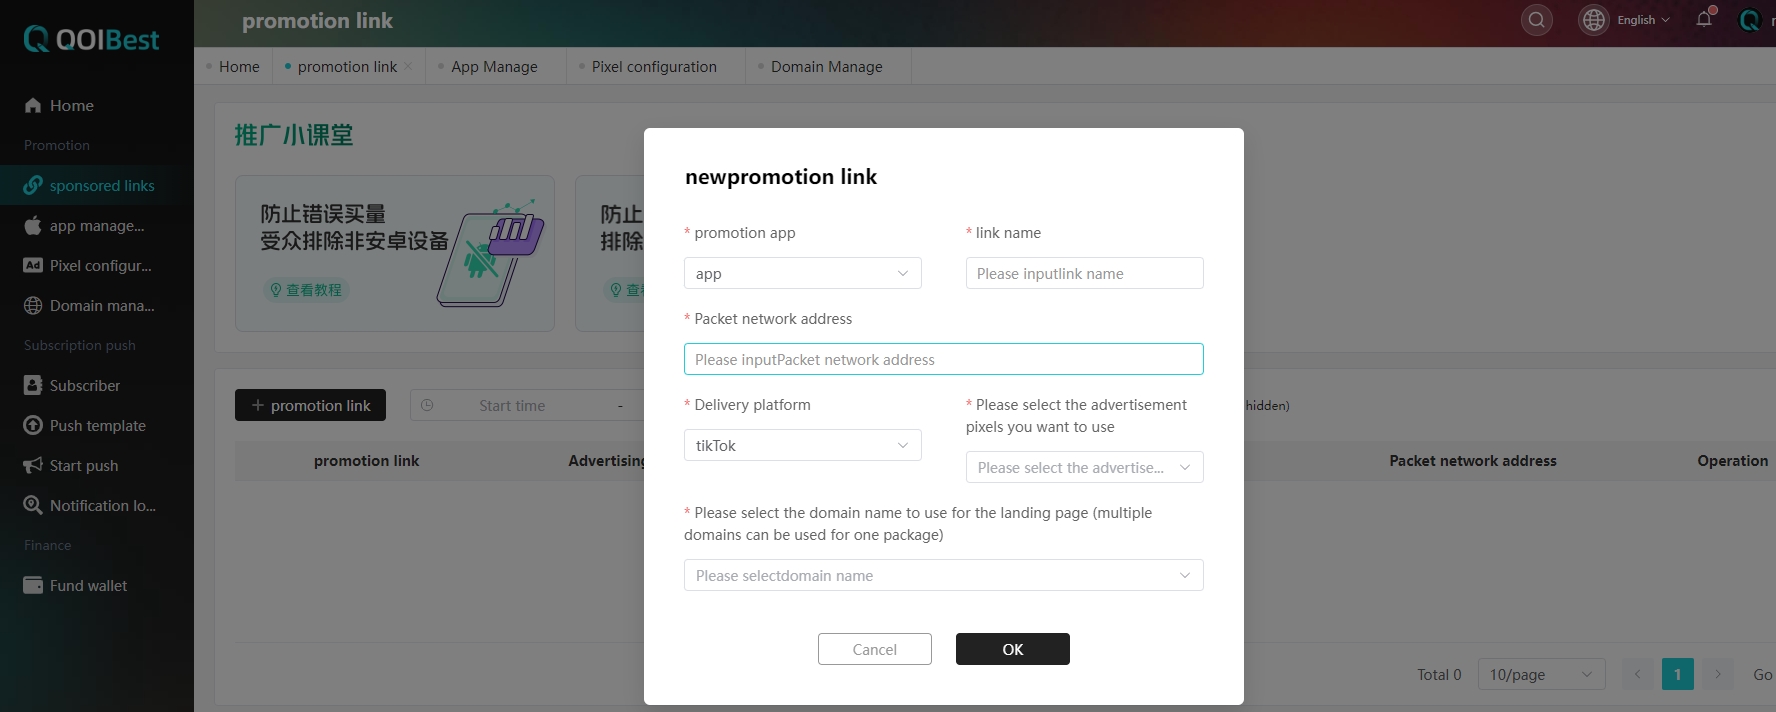 QOIBest
promotion link
English
Home
promotion link
App Manage
Pixel configuration
Domain Manage
Home
Promotion
sponsored links
app manage...
Pixel configur...
Domain mana...
Subscription push
Subscriber
Push template
Start push
Notification lo...
Finance
Fund wallet
推广小课堂
防止错误买量
受众排除非安卓设备
查看教程
防止
排除
查看
+ promotion link
Start time
-
hidden)
promotion link
Advertising
Packet network address
Operation
Total 0
10/page
1
Go
newpromotion link
* promotion app
* link name
app
Please inputlink name
* Packet network address
Please inputPacket network address
* Delivery platform
* Please select the advertisement
pixels you want to use
tikTok
Please select the advertise...
* Please select the domain name to use for the landing page (multiple
domains can be used for one package)
Please selectdomain name
Cancel
OK